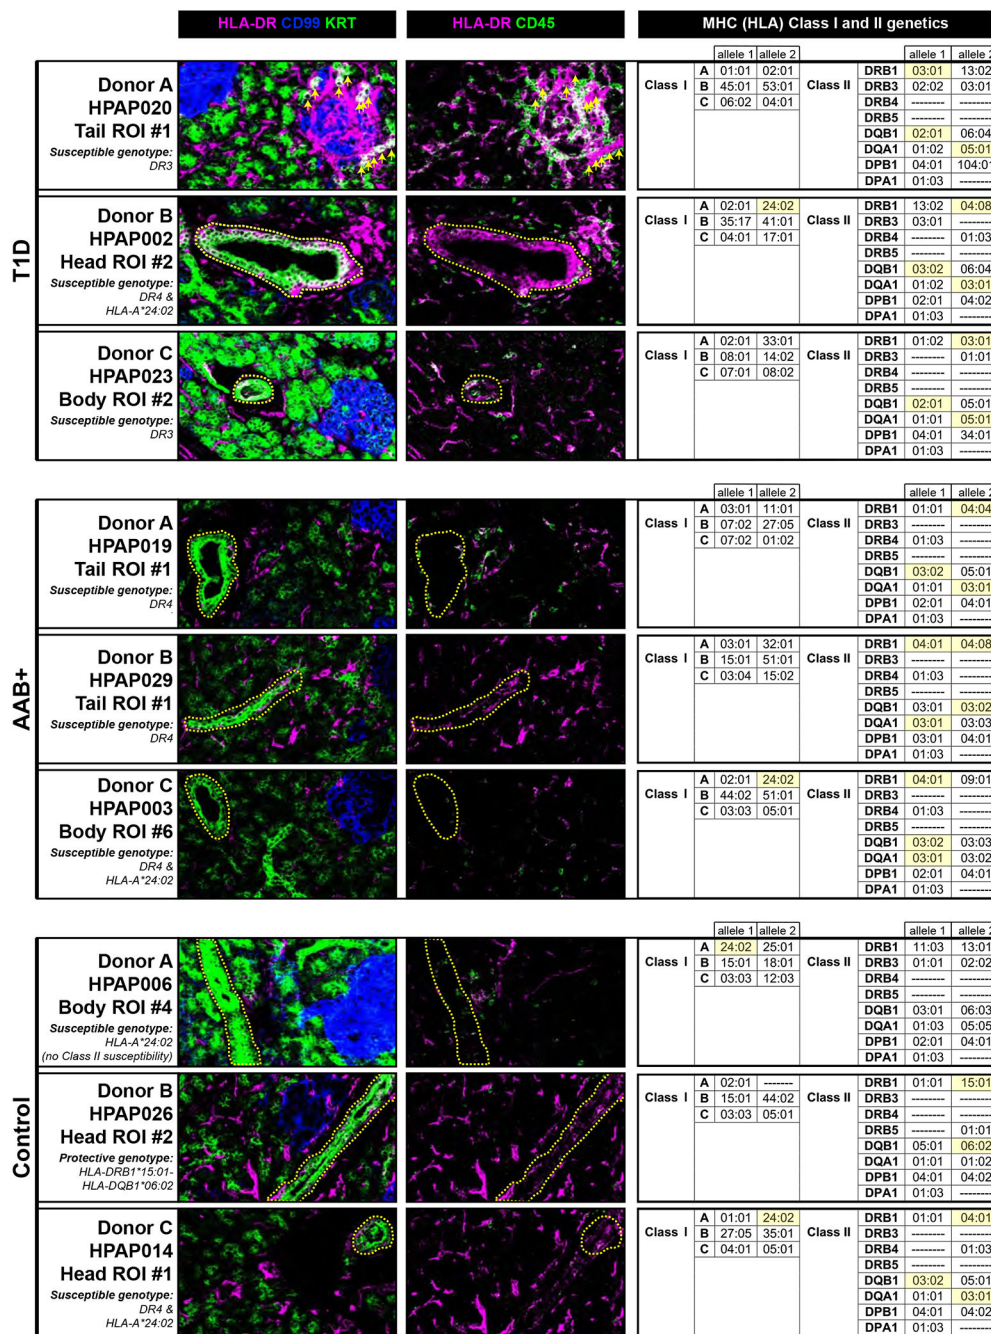 HLA-DR CD99 KRT
HLA-DR CD45
MHC (HLA) Class I and II genetics
T1D
allele 1 allele 2
allele 1 allele 2
Donor A
HPAP020
Tail ROI #1
Susceptible genotype:
DR3
Class I
A 01:01 02:01
B 45:01 53:01
C 06:02 04:01
Class II
DRB1 03:01 13:02
DRB3 02:02 03:01
DRB4 -------- --------
DRB5 -------- --------
DQB1 02:01 06:04
DQA1 01:02 05:01
DPB1 04:01 104:01
DPA1 01:03 --------
Donor B
HPAP002
Head ROI #2
Susceptible genotype:
DR4 &
HLA-A*24:02
Class I
A 02:01 24:02
B 35:17 41:01
C 04:01 17:01
Class II
DRB1 13:02 04:08
DRB3 03:01 --------
DRB4 -------- 01:03
DRB5 -------- --------
DQB1 03:02 06:04
DQA1 01:02 03:01
DPB1 02:01 04:02
DPA1 01:03 --------
Donor C
HPAP023
Body ROI #2
Susceptible genotype:
DR3
Class I
A 02:01 33:01
B 08:01 14:02
C 07:01 08:02
Class II
DRB1 01:02 03:01
DRB3 -------- 01:01
DRB4 -------- --------
DRB5 -------- --------
DQB1 02:01 05:01
DQA1 01:01 05:01
DPB1 04:01 34:01
DPA1 01:03 --------
AAB+
allele 1 allele 2
allele 1 allele 2
Donor A
HPAP019
Tail ROI #1
Susceptible genotype:
DR4
Class I
A 03:01 11:01
B 07:02 27:05
C 07:02 01:02
Class II
DRB1 01:01 04:04
DRB3 -------- --------
DRB4 01:03 --------
DRB5 -------- --------
DQB1 03:02 05:01
DQA1 01:01 03:01
DPB1 02:01 04:01
DPA1 01:03 --------
Donor B
HPAP029
Tail ROI #1
Susceptible genotype:
DR4
Class I
A 03:01 32:01
B 15:01 51:01
C 03:04 15:02
Class II
DRB1 04:01 04:08
DRB3 -------- --------
DRB4 01:03 --------
DRB5 -------- --------
DQB1 03:01 03:02
DQA1 03:01 03:03
DPB1 03:01 04:01
DPA1 01:03 --------
Donor C
HPAP003
Body ROI #6
Susceptible genotype:
DR4 &
HLA-A*24:02
Class I
A 02:01 24:02
B 44:02 51:01
C 03:03 05:01
Class II
DRB1 04:01 09:01
DRB3 -------- --------
DRB4 01:03 --------
DRB5 -------- --------
DQB1 03:02 03:03
DQA1 03:01 03:02
DPB1 02:01 04:01
DPA1 01:03 --------
Control
allele 1 allele 2
allele 1 allele 2
Donor A
HPAP006
Body ROI #4
Susceptible genotype:
HLA-A*24:02
(no Class II susceptibility)
Class I
A 24:02 25:01
B 15:01 18:01
C 03:03 12:03
Class II
DRB1 11:03 13:01
DRB3 01:01 02:02
DRB4 -------- --------
DRB5 -------- --------
DQB1 03:01 06:03
DQA1 01:03 05:05
DPB1 02:01 04:01
DPA1 01:03 --------
Donor B
HPAP026
Head ROI #2
Protective genotype:
HLA-DRB1*15:01-
HLA-DQB1*06:02
Class I
A 02:01 -------
B 15:01 44:02
C 03:03 05:01
Class II
DRB1 01:01 15:01
DRB3 -------- --------
DRB4 -------- --------
DRB5 -------- 01:01
DQB1 05:01 06:02
DQA1 01:01 01:02
DPB1 04:01 04:02
DPA1 01:03 --------
Donor C
HPAP014
Head ROI #1
Susceptible genotype:
DR4 &
HLA-A*24:02
Class I
A 01:01 24:02
B 27:05 35:01
C 04:01 05:01
Class II
DRB1 01:01 04:01
DRB3 -------- --------
DRB4 -------- 01:03
DRB5 -------- --------
DQB1 03:02 05:01
DQA1 01:01 03:01
DPB1 04:01 04:02
DPA1 01:03 --------